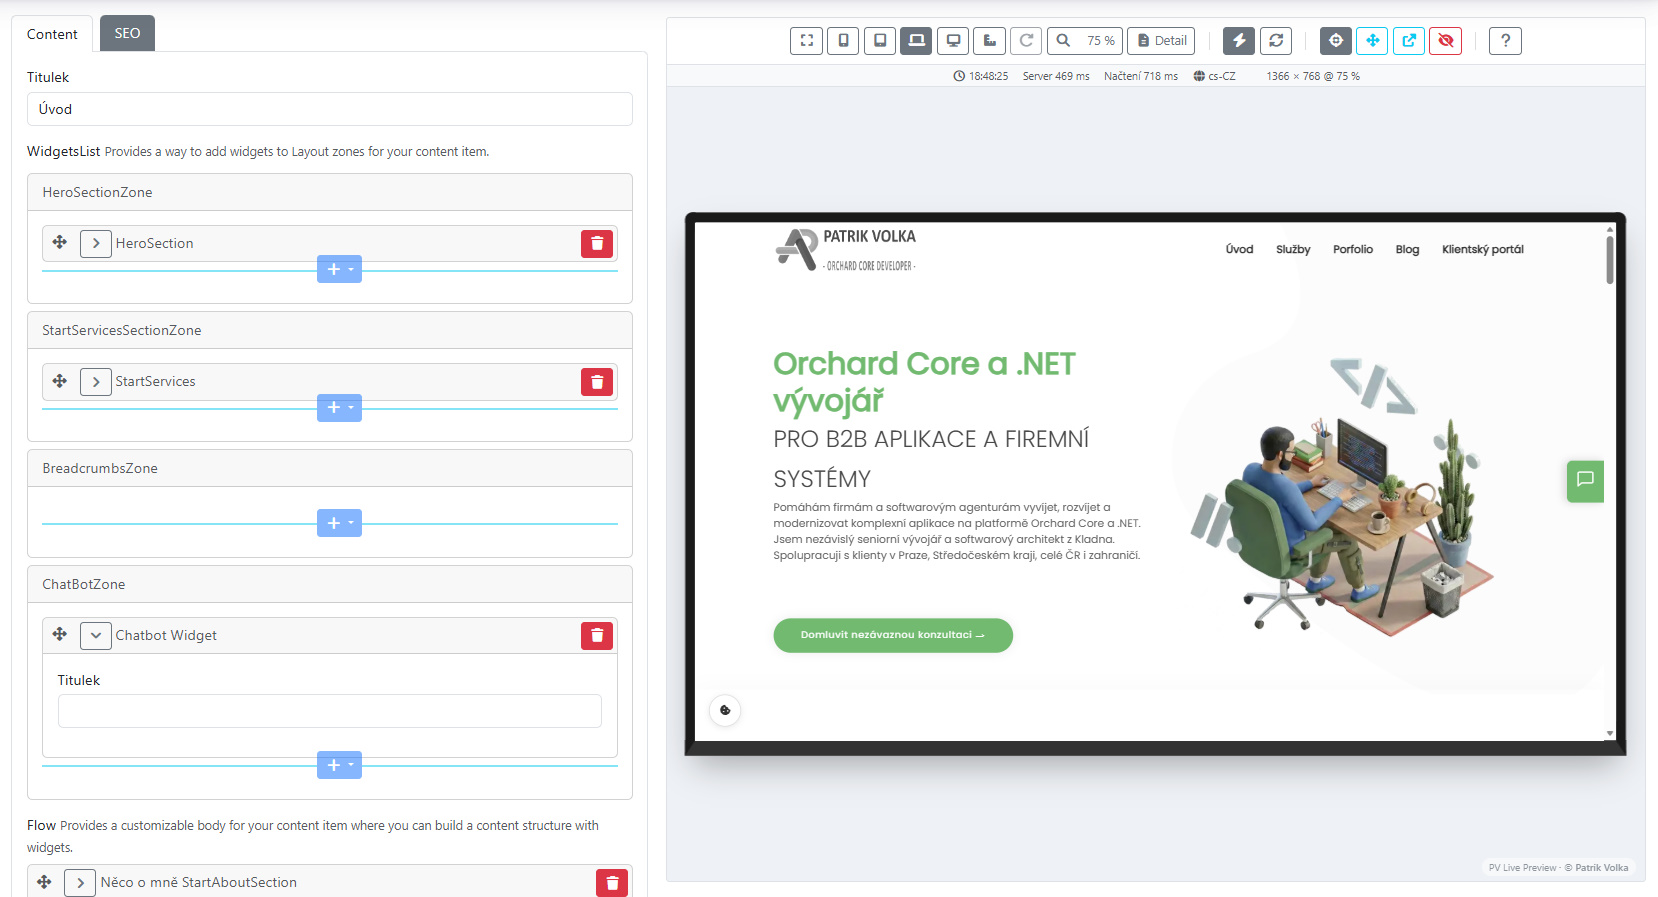 Content
SEO
Titulek
Úvod
WidgetsList Provides a way to add widgets to Layout zones for your content item.
HeroSectionZone
HeroSection
StartServicesSectionZone
StartServices
BreadcrumbsZone
ChatBotZone
Chatbot Widget
Titulek
Flow Provides a customizable body for your content item where you can build a content structure with
widgets.
Něco o mně StartAboutSection
75 %
Detail
?
18:48:25 Server 469 ms Načtení 718 ms cs-CZ 1366 × 768 @ 75 %
PATRIK VOLKA
- ORCHARD CORE DEVELOPER -
Úvod Služby Porfolio Blog Klientský portál
Orchard Core a .NET
vývojář
PRO B2B APLIKACE A FIREMNÍ
SYSTÉMY
Pomáhám firmám a softwarovým agenturám vyvíjet, rozvíjet a
modernizovat komplexní aplikace na platformě Orchard Core a .NET.
Jsem nezávislý seniorní vývojář a softwarový architekt z Kladna.
Spolupracuji s klienty v Praze, Středočeském kraji, celé ČR i zahraničí.
Domluvit nezávaznou konzultaci →
PV Live Preview - © Patrik Volka